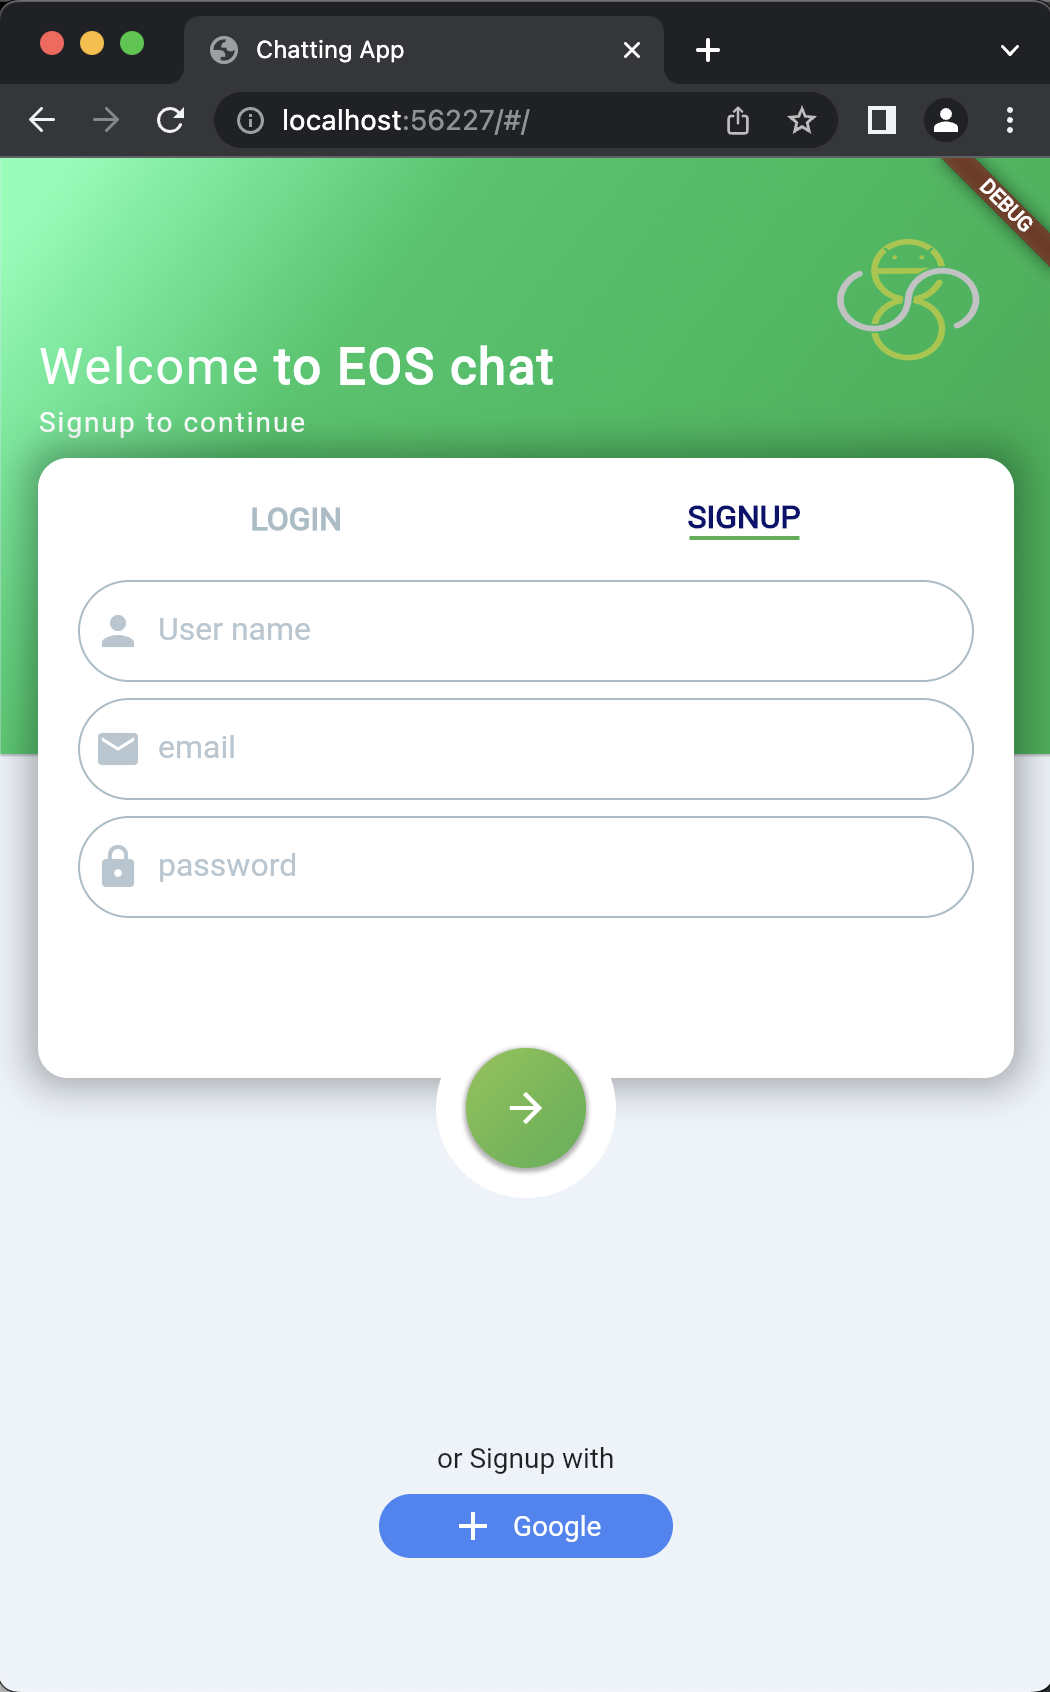 Chatting App
localhost:56227/#/
DEBUG
Welcome to EOS chat
Signup to continue
LOGIN
SIGNUP
User name
email
password
or Signup with
Google